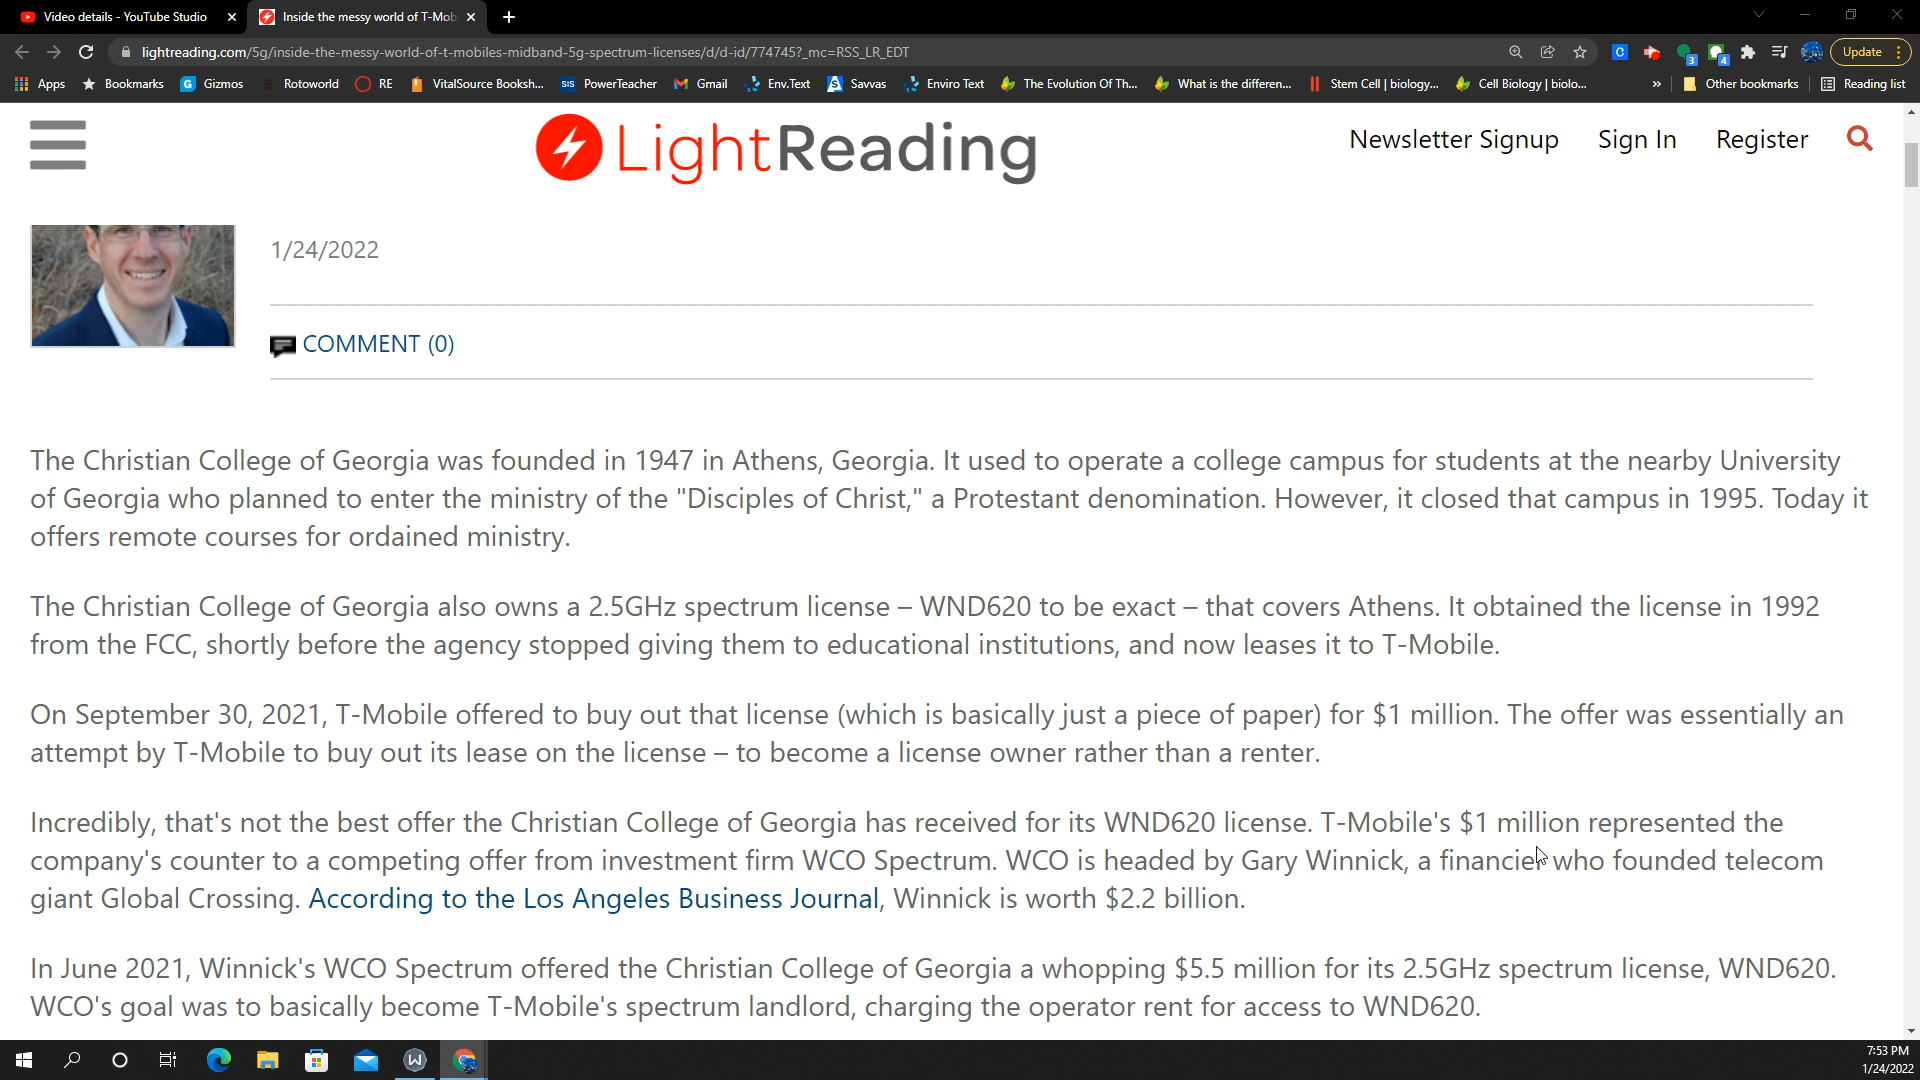 Video details - YouTube Studio
Inside the messy world of T-Mob
lightreading.com/5g/inside-the-messy-world-of-t-mobiles-midband-5g-spectrum-licenses/d/d-id/774745?_mc=RSS_LR_EDT
C
3
4
Update
Apps
Bookmarks
G Gizmos
Rotoworld
RE
VitalSource Booksh...
SIS PowerTeacher
Gmail
Env.Text
Savvas
Enviro Text
The Evolution Of Th...
What is the differen...
Stem Cell | biology...
Cell Biology | biolo...
»
Other bookmarks
Reading list
LightReading
Newsletter Signup
Sign In
Register
1/24/2022
COMMENT (0)
The Christian College of Georgia was founded in 1947 in Athens, Georgia. It used to operate a college campus for students at the nearby University
of Georgia who planned to enter the ministry of the "Disciples of Christ," a Protestant denomination. However, it closed that campus in 1995. Today it
offers remote courses for ordained ministry.
The Christian College of Georgia also owns a 2.5GHz spectrum license – WND620 to be exact – that covers Athens. It obtained the license in 1992
from the FCC, shortly before the agency stopped giving them to educational institutions, and now leases it to T-Mobile.
On September 30, 2021, T-Mobile offered to buy out that license (which is basically just a piece of paper) for $1 million. The offer was essentially an
attempt by T-Mobile to buy out its lease on the license – to become a license owner rather than a renter.
Incredibly, that's not the best offer the Christian College of Georgia has received for its WND620 license. T-Mobile's $1 million represented the
company's counter to a competing offer from investment firm WCO Spectrum. WCO is headed by Gary Winnick, a financier who founded telecom
giant Global Crossing. According to the Los Angeles Business Journal, Winnick is worth $2.2 billion.
In June 2021, Winnick's WCO Spectrum offered the Christian College of Georgia a whopping $5.5 million for its 2.5GHz spectrum license, WND620.
WCO's goal was to basically become T-Mobile's spectrum landlord, charging the operator rent for access to WND620.
W
7:53 PM
1/24/2022